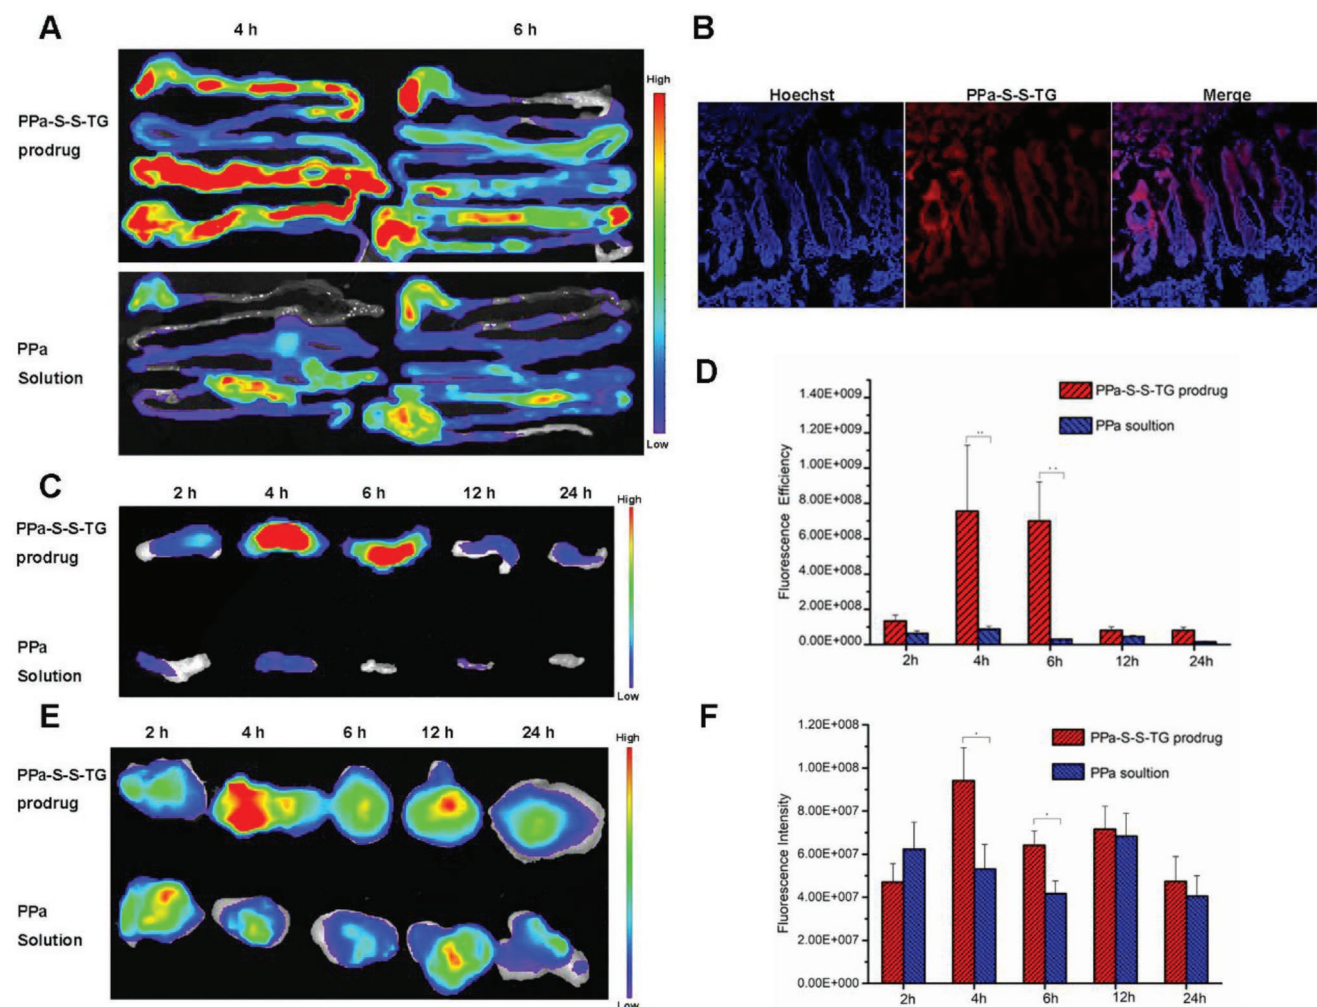 A
4 h
6 h
PPa-S-S-TG
prodrug
PPa
Solution
High
Low
B
Hoechst
PPa-S-S-TG
Merge
C
2 h
4 h
6 h
12 h
24 h
PPa-S-S-TG
prodrug
PPa
Solution
High
Low
D
Fluorescence Efficiency
1.40E+009
1.20E+009
1.00E+009
8.00E+008
6.00E+008
4.00E+008
2.00E+008
0.00E+000
PPa-S-S-TG prodrug
PPa soultion
**
**
2h
4h
6h
12h
24h
E
2 h
4 h
6 h
12 h
24 h
PPa-S-S-TG
prodrug
PPa
Solution
High
Low
F
Fluorescence Intensity
1.20E+008
1.00E+008
8.00E+007
6.00E+007
4.00E+007
2.00E+007
0.00E+000
PPa-S-S-TG prodrug
PPa soultion
*
*
2h
4h
6h
12h
24h